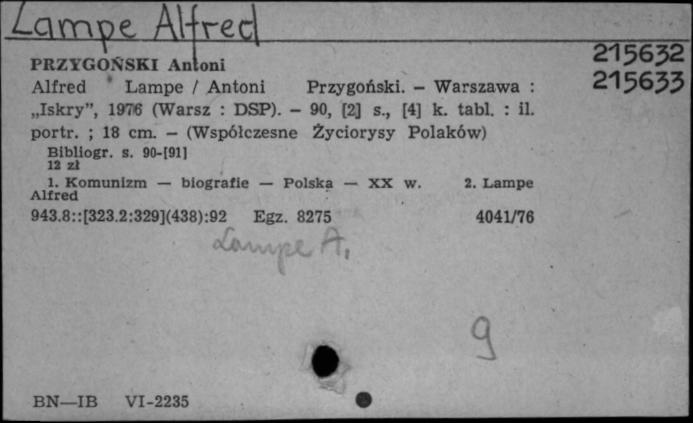 Lampe Alfred
PRZYGOŃSKI Antoni
215632
Alfred Lampe / Antoni Przygoński. – Warszawa :
215633
„Iskry”, 1976 (Warsz : DSP). – 90, [2] s., [4] k. tabl. : il.
portr. ; 18 cm. – (Współczesne Życiorysy Polaków)
Bibliogr. s. 90-[91]
12 zł
1. Komunizm — biografie — Polska — XX w. 2. Lampe
Alfred
943.8::[323.2:329](438):92 Egz. 8275 4041/76
Lampe A.
9
BN—IB VI-2235